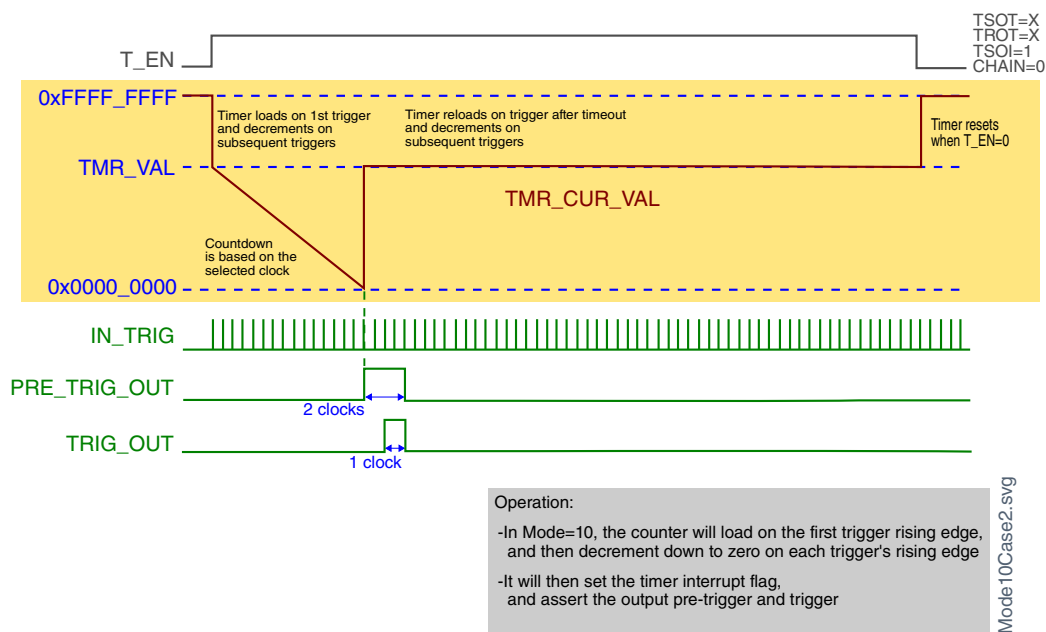 TSOT=X
TROT=X
TSOI=1
CHAIN=0
T_EN
0xFFFF_FFFF
Timer loads on 1st trigger
and decrements on
subsequent triggers
Timer reloads on trigger after timeout
and decrements on
subsequent triggers
Timer resets
when T_EN=0
TMR_VAL
TMR_CUR_VAL
Countdown
is based on the
selected clock
0x0000_0000
IN_TRIG
PRE_TRIG_OUT
2 clocks
TRIG_OUT
1 clock
Operation:
-In Mode=10, the counter will load on the first trigger rising edge,
and then decrement down to zero on each trigger's rising edge
-It will then set the timer interrupt flag,
and assert the output pre-trigger and trigger
Mode10Case2.svg